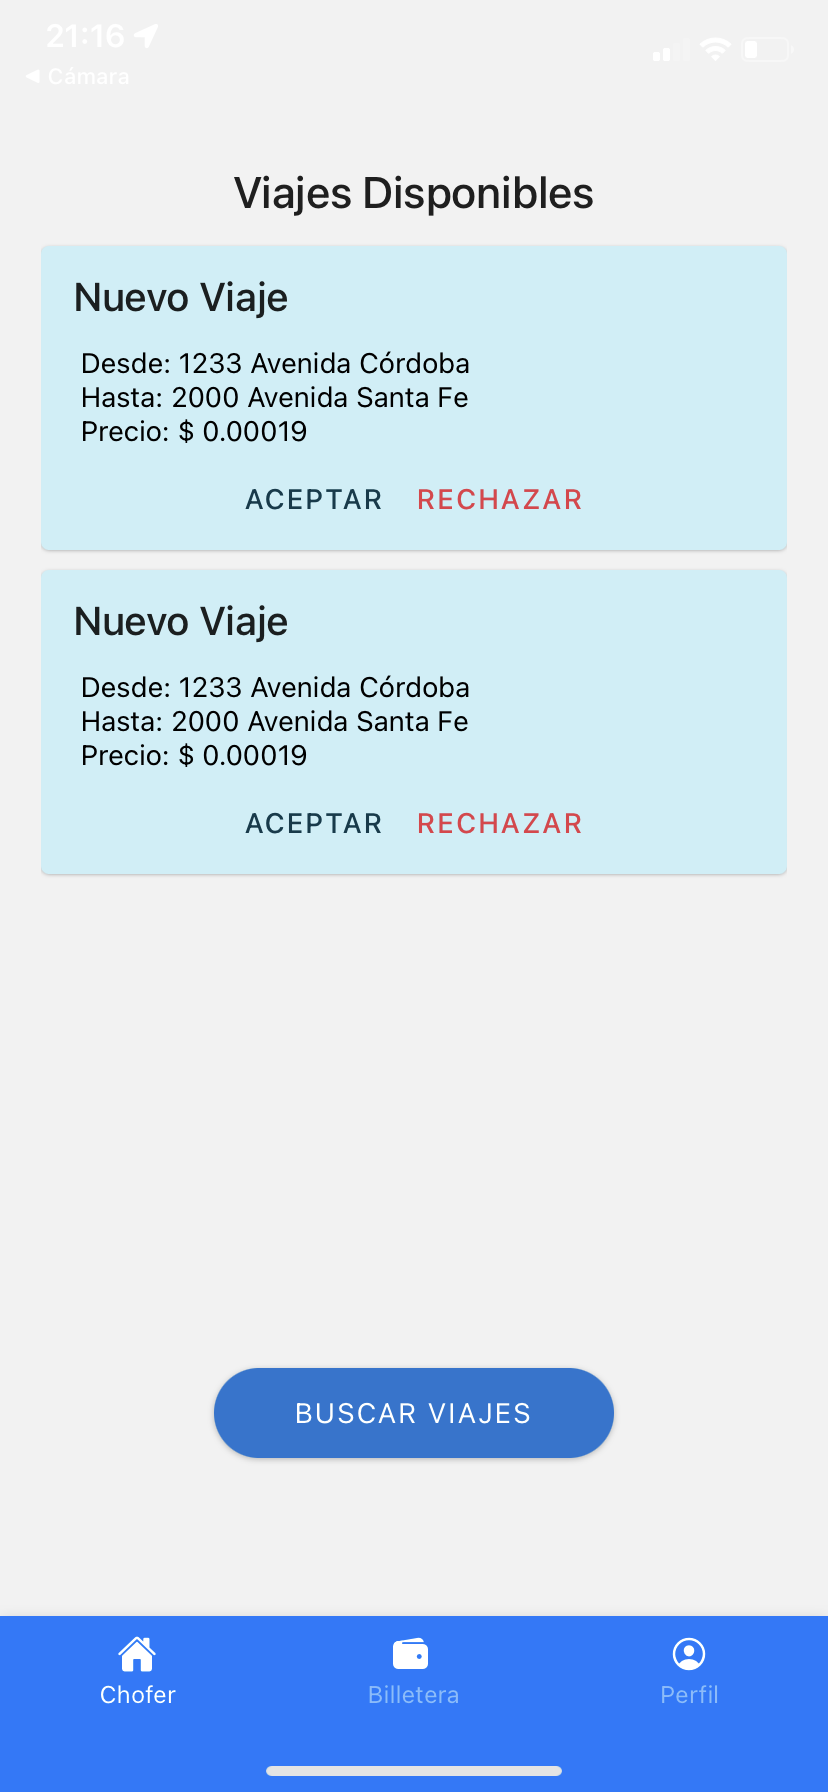 21:16
◀ Cámara
Viajes Disponibles
Nuevo Viaje
Desde: 1233 Avenida Córdoba
Hasta: 2000 Avenida Santa Fe
Precio: $ 0.00019
ACEPTAR RECHAZAR
Nuevo Viaje
Desde: 1233 Avenida Córdoba
Hasta: 2000 Avenida Santa Fe
Precio: $ 0.00019
ACEPTAR RECHAZAR
BUSCAR VIAJES
Chofer Billetera Perfil